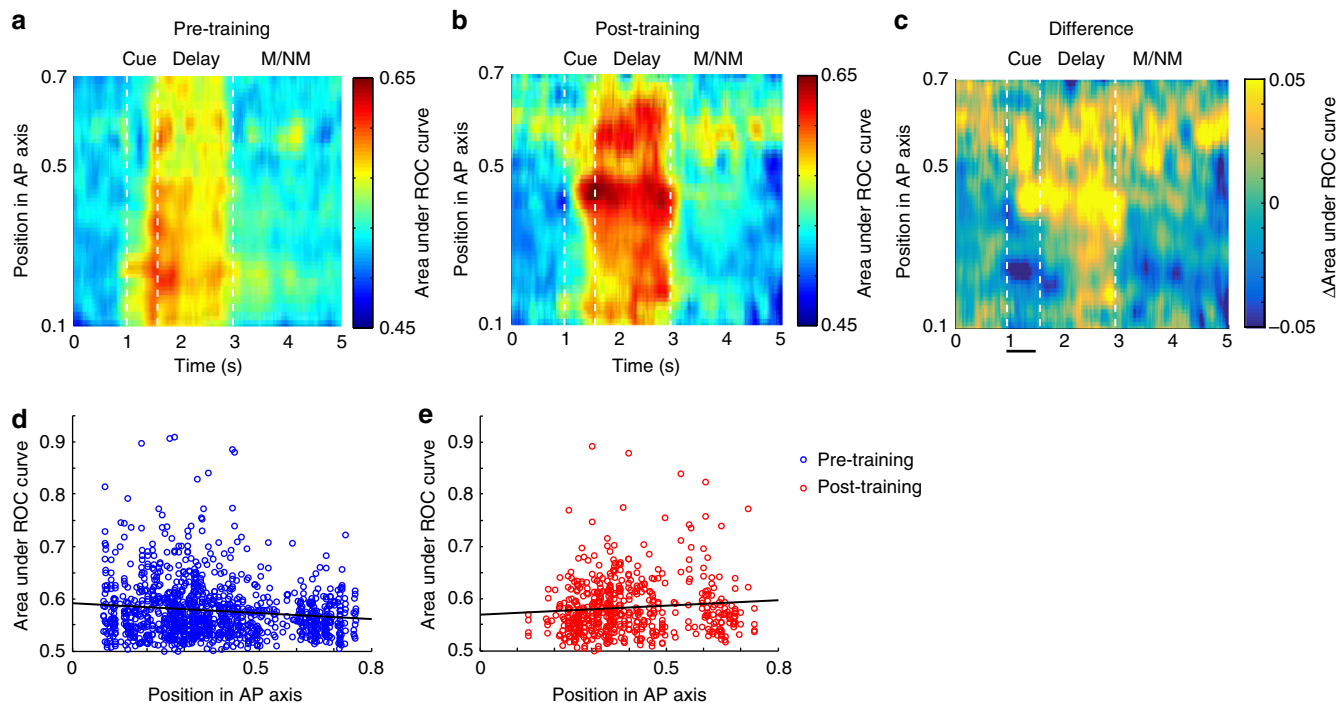 a
Pre-training
Cue Delay M/NM
0.7
0.5
0.1
Position in AP axis
0 1 2 3 4 5
Time (s)
0.65
0.45
Area under ROC curve
b
Post-training
Cue Delay M/NM
0.7
0.5
0.1
Position in AP axis
0 1 2 3 4 5
Time (s)
0.65
0.45
Area under ROC curve
c
Difference
Cue Delay M/NM
0.7
0.5
0.1
Position in AP axis
0 1 2 3 4 5
0.05
0
−0.05
ΔArea under ROC curve
d
0.9
0.8
0.7
0.6
0.5
Area under ROC curve
0 0.5 0.8
Position in AP axis
e
0.9
0.8
0.7
0.6
0.5
Area under ROC curve
0 0.5 0.8
Position in AP axis
Pre-training
Post-training